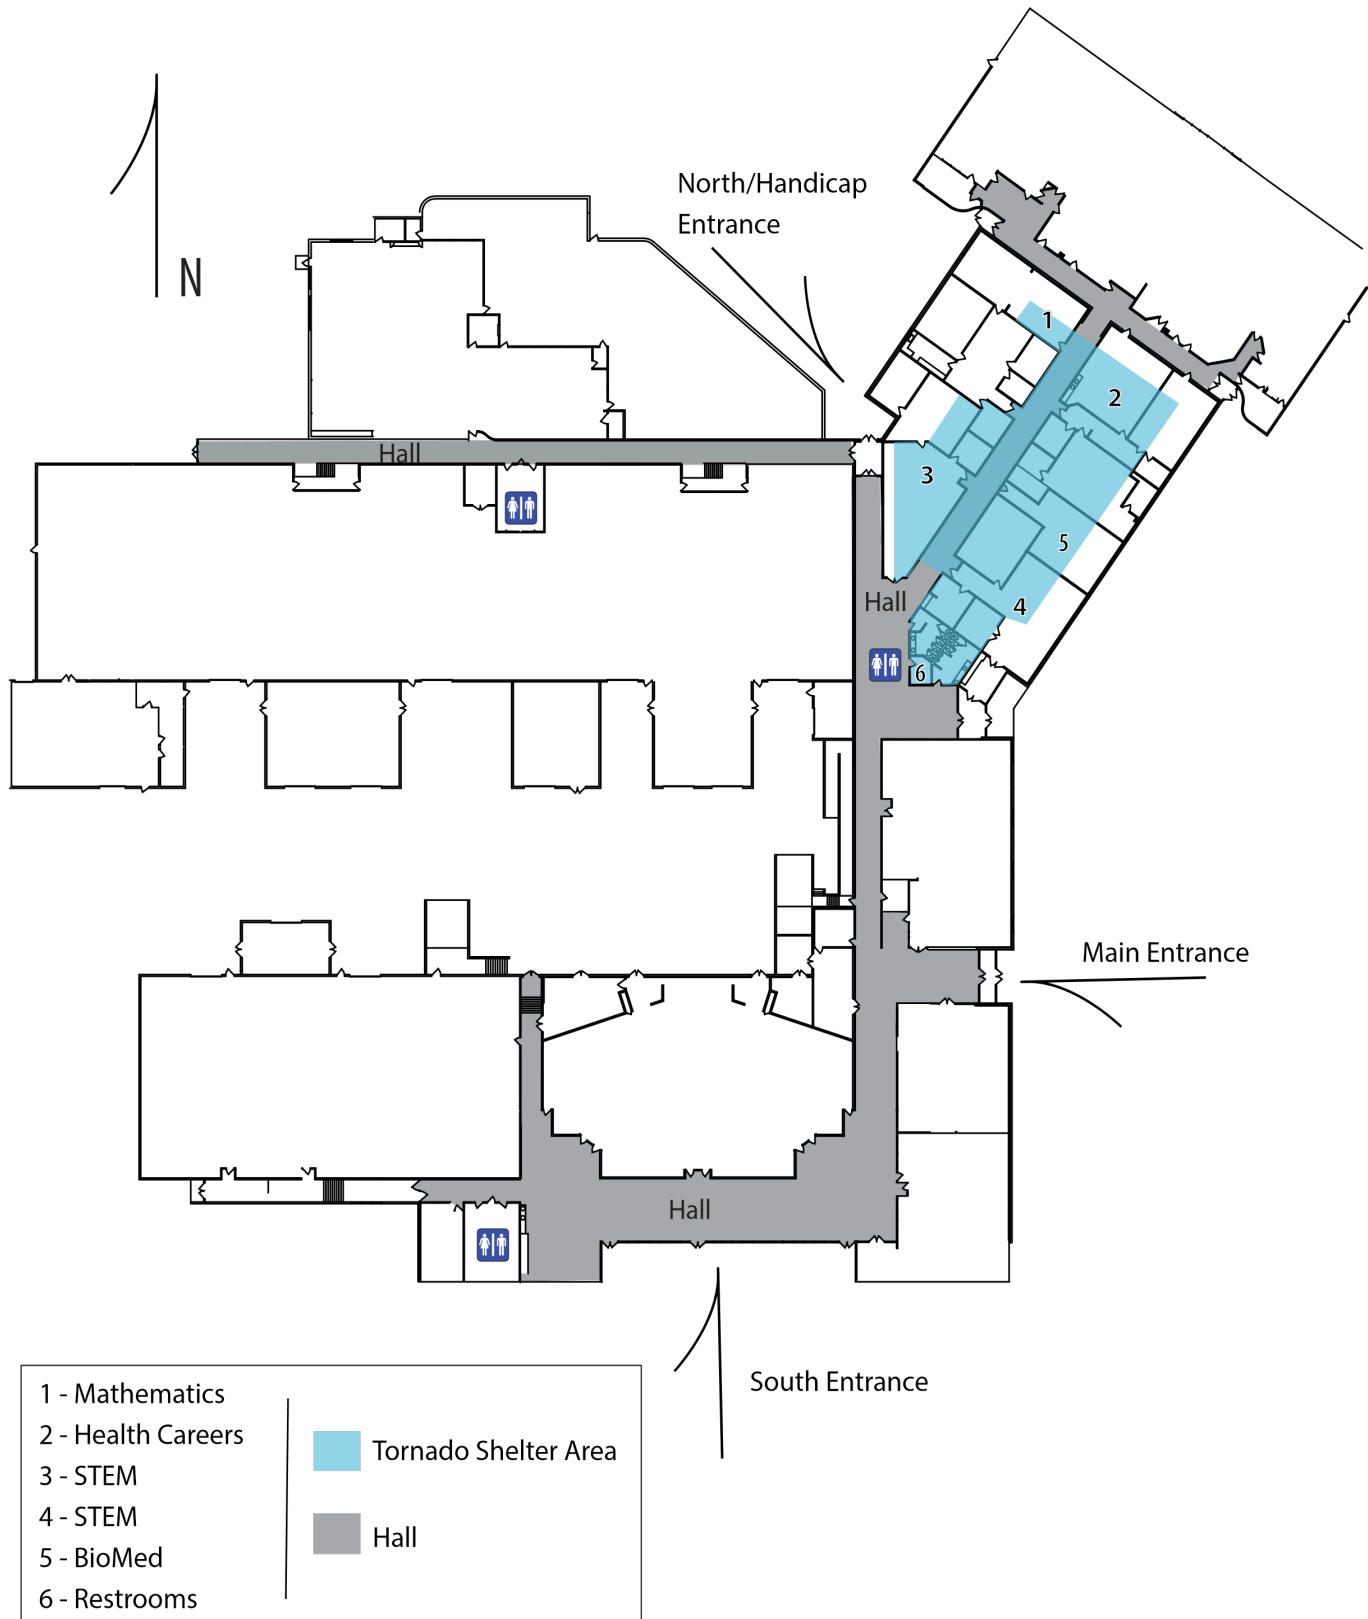 North/Handicap
Entrance
N
1
2
Hall
3
5
Hall
4
6
Main Entrance
Hall
South Entrance
1 - Mathematics
2 - Health Careers
3 - STEM
4 - STEM
5 - BioMed
6 - Restrooms
Tornado Shelter Area
Hall